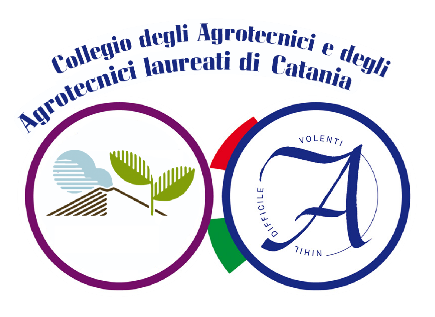 Collegio degli Agrotecnici e degli
Agrotecnici laureati di Catania
VOLENTI
NIHIL
DIFFICILE
A